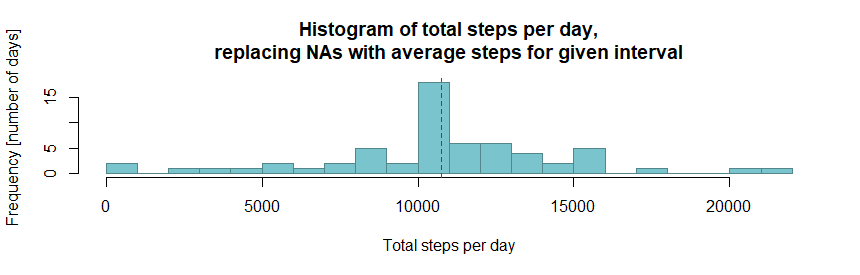 Histogram of total steps per day,
replacing NAs with average steps for given interval
Frequency [number of days]
15
5
0
0
5000
10000
15000
20000
Total steps per day